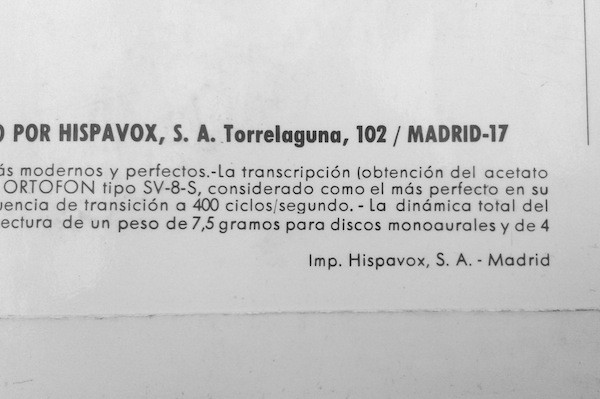 O POR HISPAVOX, S. A. Torrelaguna, 102 / MADRID-17
ás modernos y perfectos.-La transcripción (obtención del acetato
ORTOFON tipo SV-8-S, considerado como el más perfecto en su
uencia de transición a 400 ciclos/segundo. - La dinámica total del
ectura de un peso de 7,5 gramos para discos monoaurales y de 4
Imp. Hispavox, S. A. - Madrid